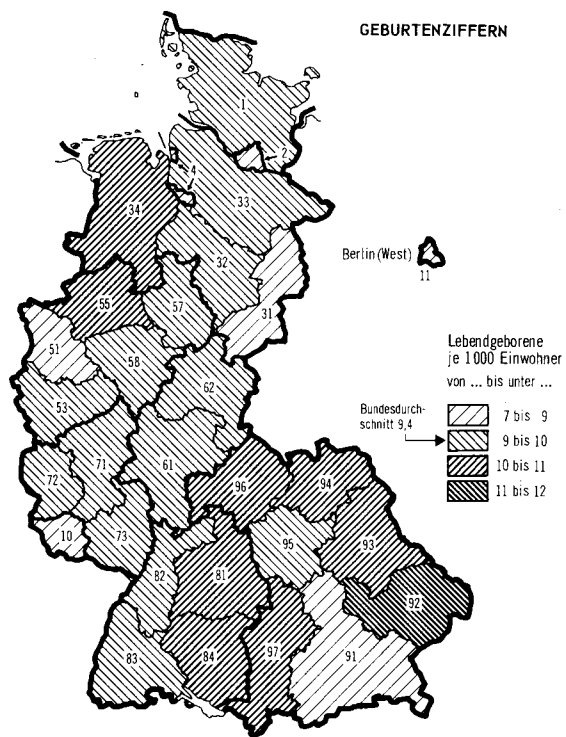 GEBURTENZIFFERN
1
2
4
33
34
32
Berlin (West)
11
57
31
55
51
58
62
53
Lebendgeborene
je 1000 Einwohner
von ... bis unter ...
Bundesdurch-
schnitt 9,4
7 bis 9
9 bis 10
10 bis 11
11 bis 12
71
61
72
96
94
10
73
95
93
82
81
92
83
84
97
91